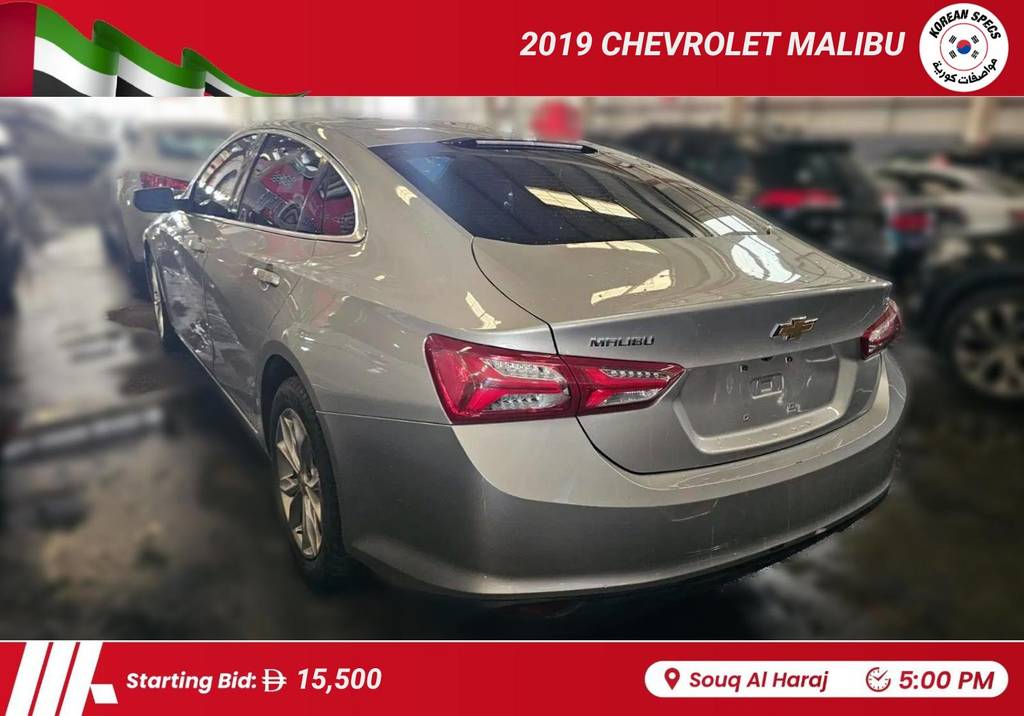 2019 CHEVROLET MALIBU
KOREAN SPECS
مواصفات كورية
MALIBU
Starting Bid: 15,500
Souq Al Haraj
5:00 PM